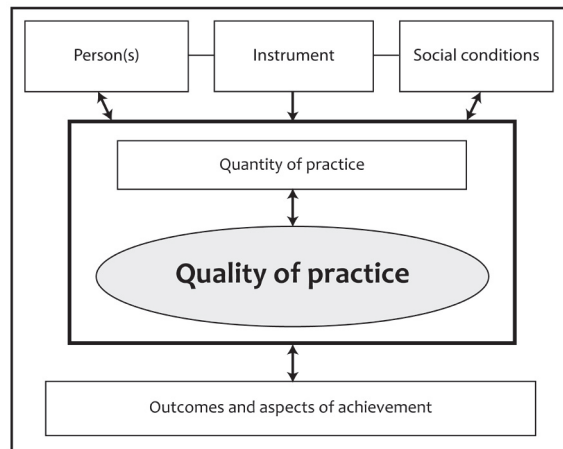 Person(s)
Instrument
Social conditions
Quantity of practice
Quality of practice
Outcomes and aspects of achievement